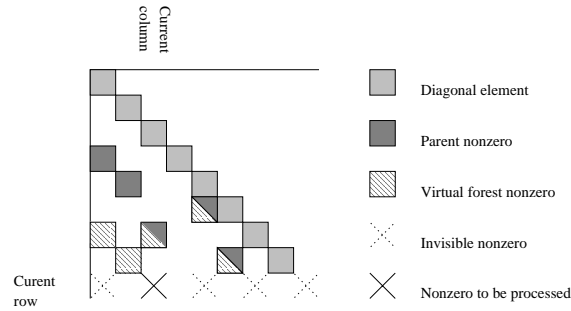 Current
column
Diagonal element
Parent nonzero
Virtual forest nonzero
Invisible nonzero
Curent
row
Nonzero to be processed